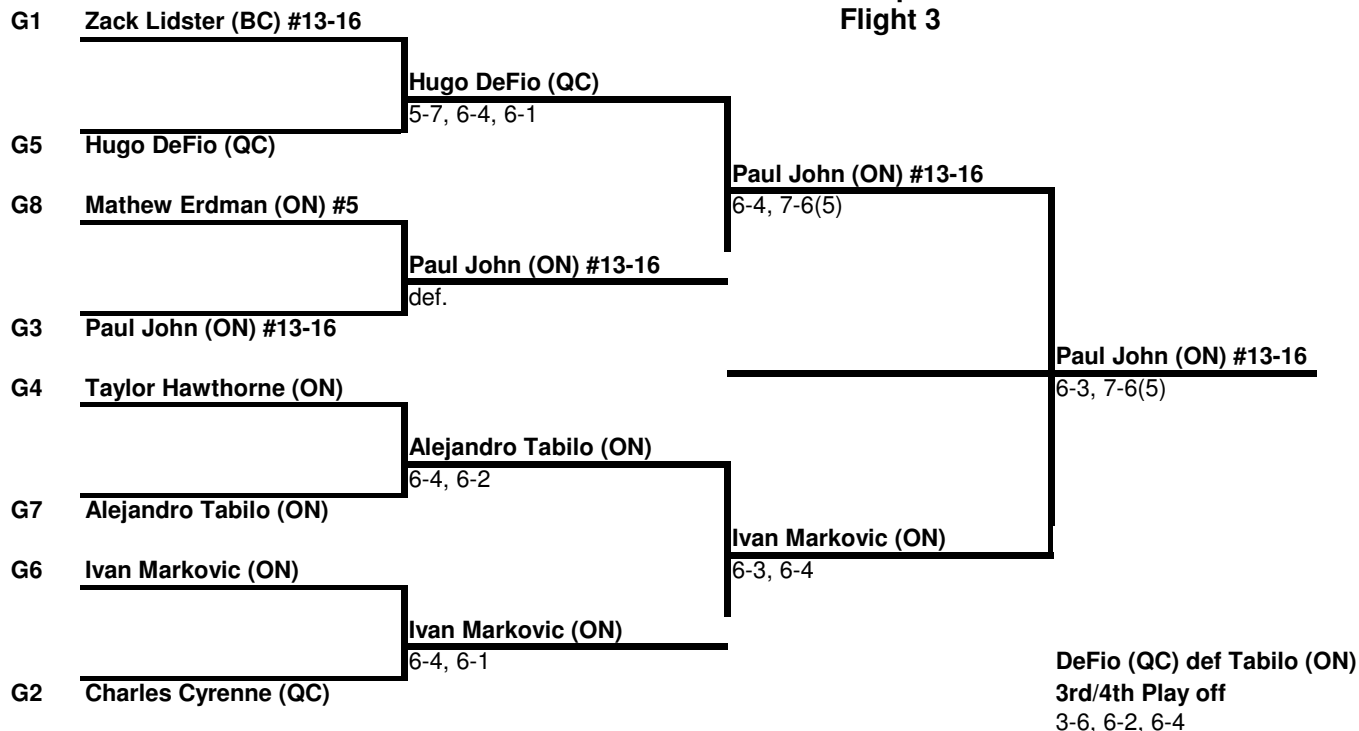 Flight 3
G1 Zack Lidster (BC) #13-16
Hugo DeFio (QC)
5-7, 6-4, 6-1
G5 Hugo DeFio (QC)
Paul John (ON) #13-16
6-4, 7-6(5)
G8 Mathew Erdman (ON) #5
Paul John (ON) #13-16
def.
G3 Paul John (ON) #13-16
Paul John (ON) #13-16
6-3, 7-6(5)
G4 Taylor Hawthorne (ON)
Alejandro Tabilo (ON)
6-4, 6-2
G7 Alejandro Tabilo (ON)
Ivan Markovic (ON)
6-3, 6-4
G6 Ivan Markovic (ON)
Ivan Markovic (ON)
6-4, 6-1
G2 Charles Cyrenne (QC)
DeFio (QC) def Tabilo (ON)
3rd/4th Play off
3-6, 6-2, 6-4